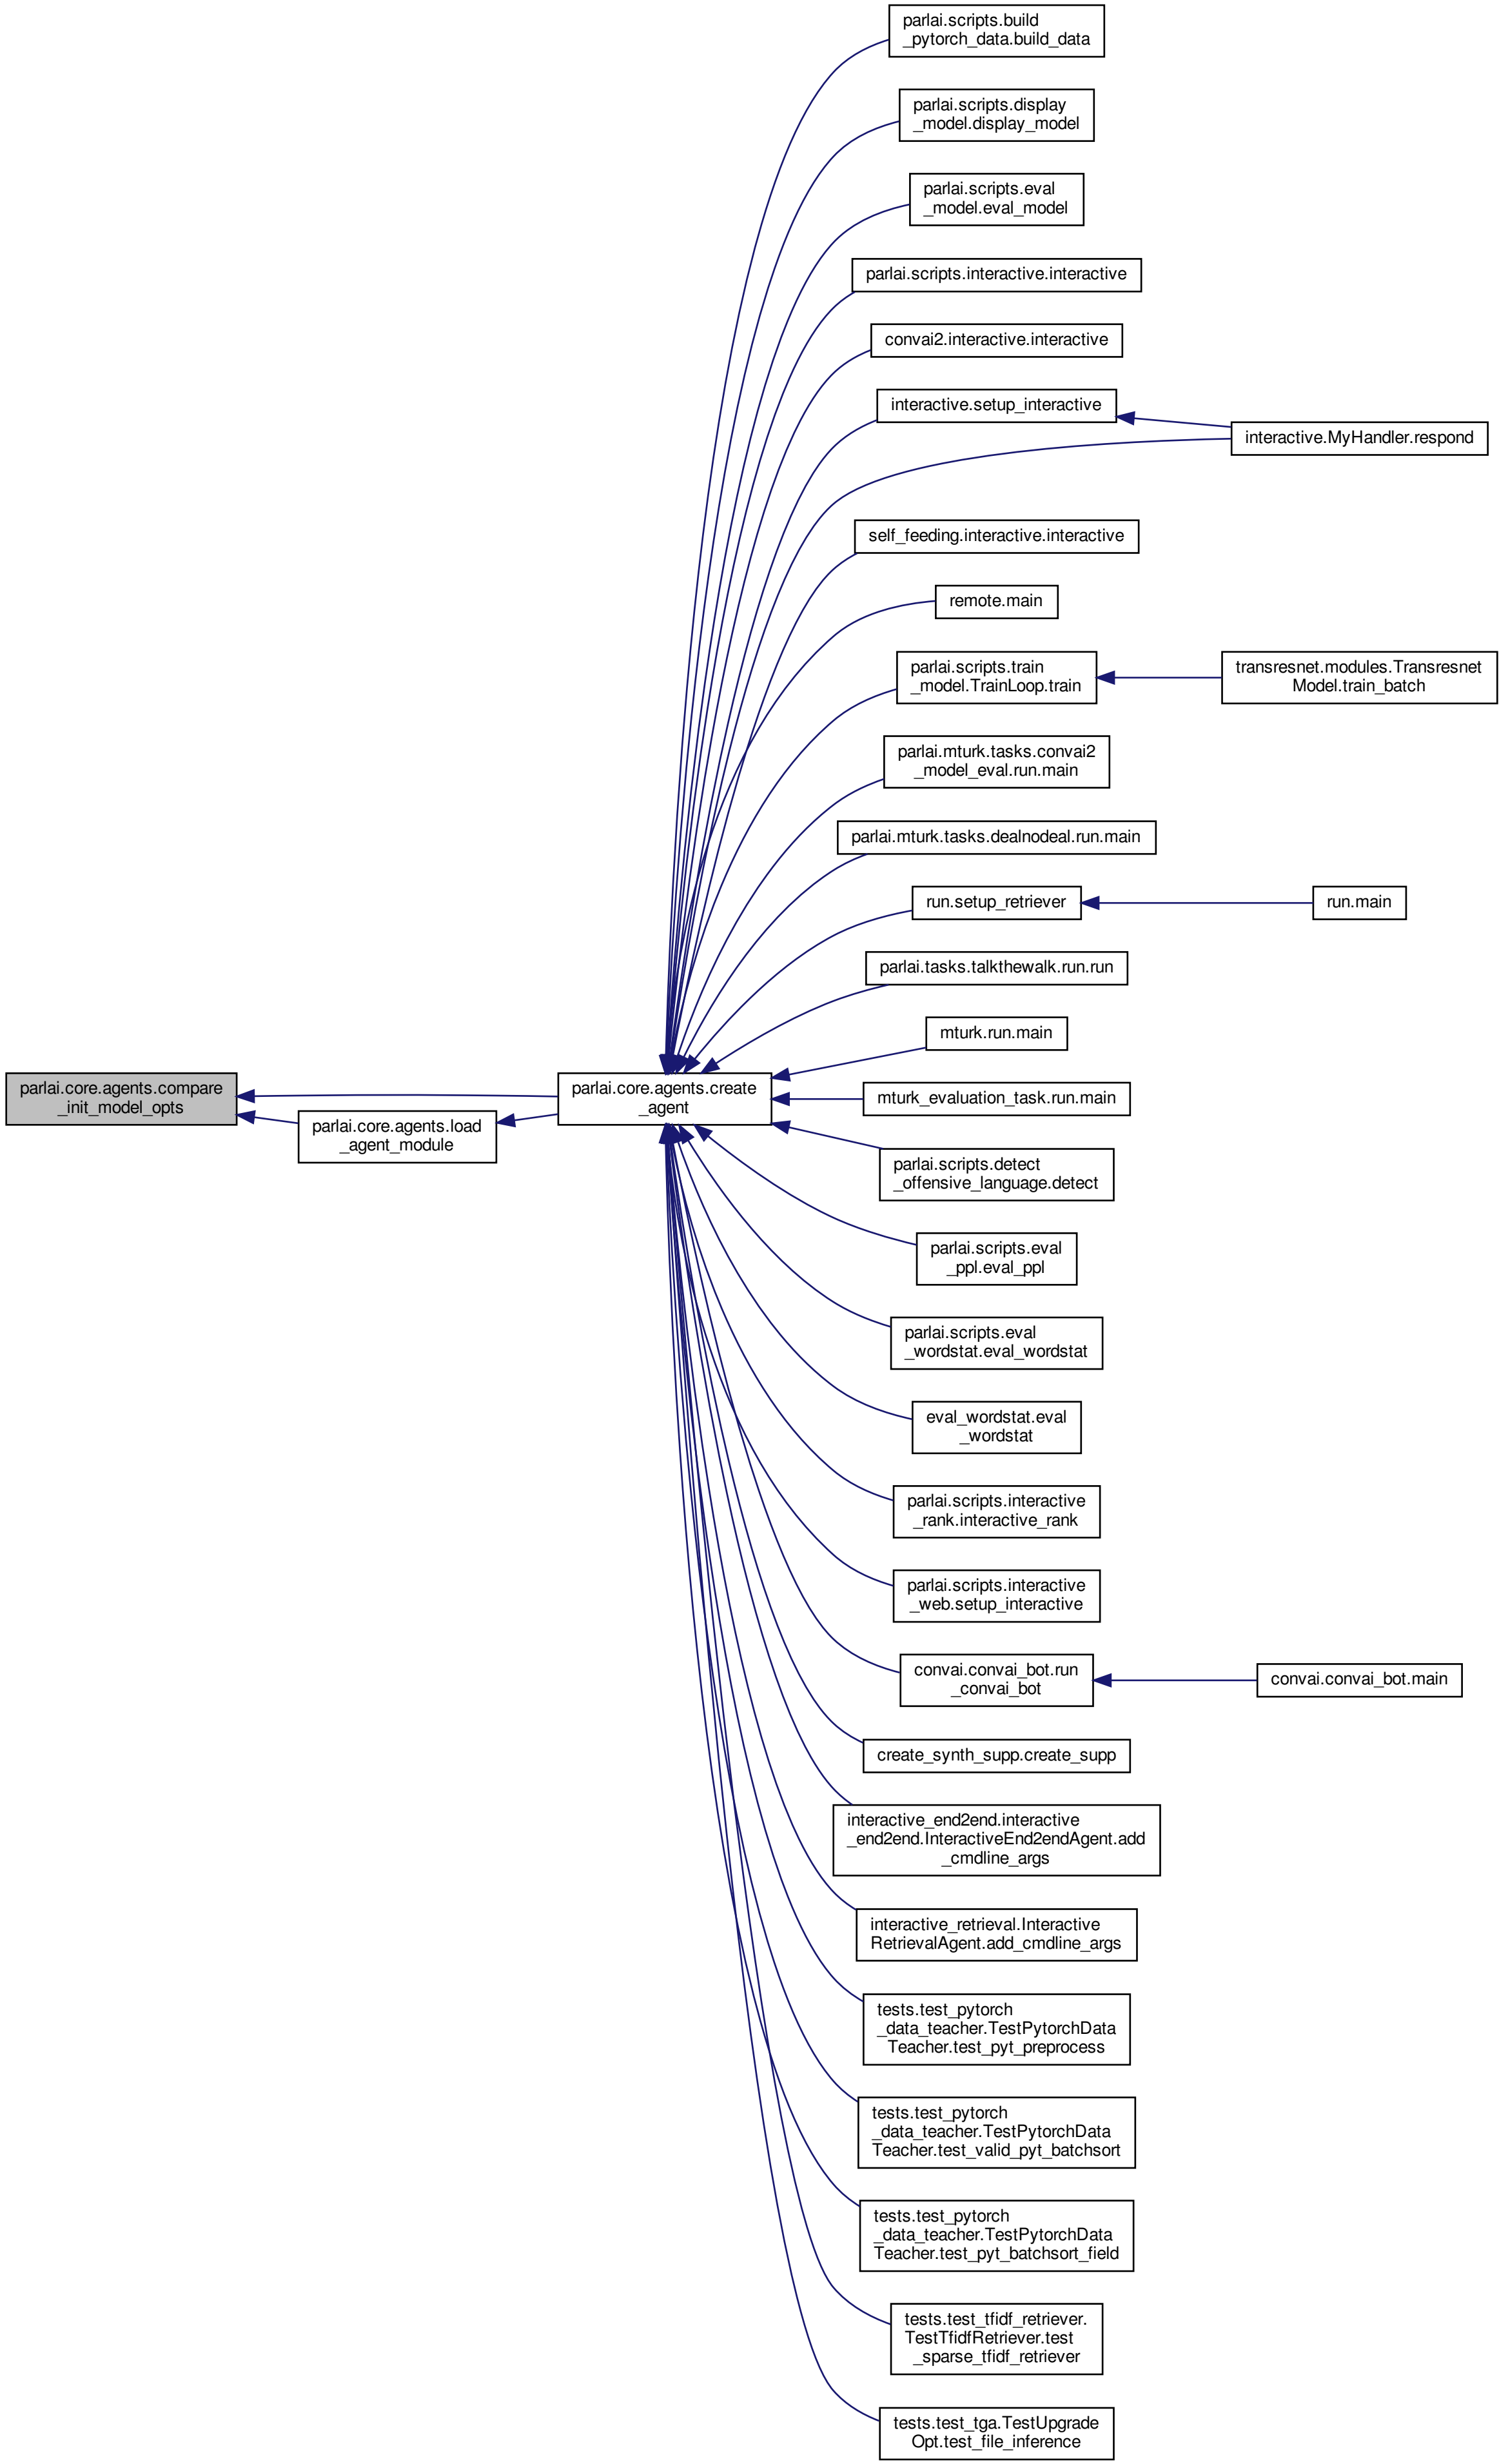 parlai.core.agents.compare
_init_model_opts
parlai.core.agents.load
_agent_module
parlai.core.agents.create
_agent
parlai.scripts.build
_pytorch_data.build_data
parlai.scripts.display
_model.display_model
parlai.scripts.eval
_model.eval_model
parlai.scripts.interactive.interactive
convai2.interactive.interactive
interactive.setup_interactive
interactive.MyHandler.respond
self_feeding.interactive.interactive
remote.main
parlai.scripts.train
_model.TrainLoop.train
transresnet.modules.Transresnet
Model.train_batch
parlai.mturk.tasks.convai2
_model_eval.run.main
parlai.mturk.tasks.dealnodeal.run.main
run.setup_retriever
run.main
parlai.tasks.talkthewalk.run.run
mturk.run.main
mturk_evaluation_task.run.main
parlai.scripts.detect
_offensive_language.detect
parlai.scripts.eval
_ppl.eval_ppl
parlai.scripts.eval
_wordstat.eval_wordstat
eval_wordstat.eval
_wordstat
parlai.scripts.interactive
_rank.interactive_rank
parlai.scripts.interactive
_web.setup_interactive
convai.convai_bot.run
_convai_bot
convai.convai_bot.main
create_synth_supp.create_supp
interactive_end2end.interactive
_end2end.InteractiveEnd2endAgent.add
_cmdline_args
interactive_retrieval.Interactive
RetrievalAgent.add_cmdline_args
tests.test_pytorch
_data_teacher.TestPytorchData
Teacher.test_pyt_preprocess
tests.test_pytorch
_data_teacher.TestPytorchData
Teacher.test_valid_pyt_batchsort
tests.test_pytorch
_data_teacher.TestPytorchData
Teacher.test_pyt_batchsort_field
tests.test_tfidf_retriever.
TestTfidfRetriever.test
_sparse_tfidf_retriever
tests.test_tga.TestUpgrade
Opt.test_file_inference